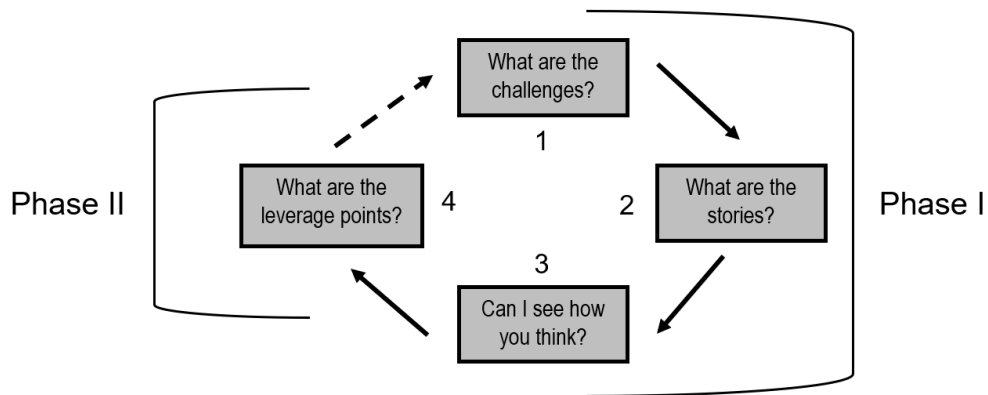 What are the
challenges?
1
Phase II
What are the
leverage points?
4
2
What are the
stories?
Phase I
3
Can I see how
you think?